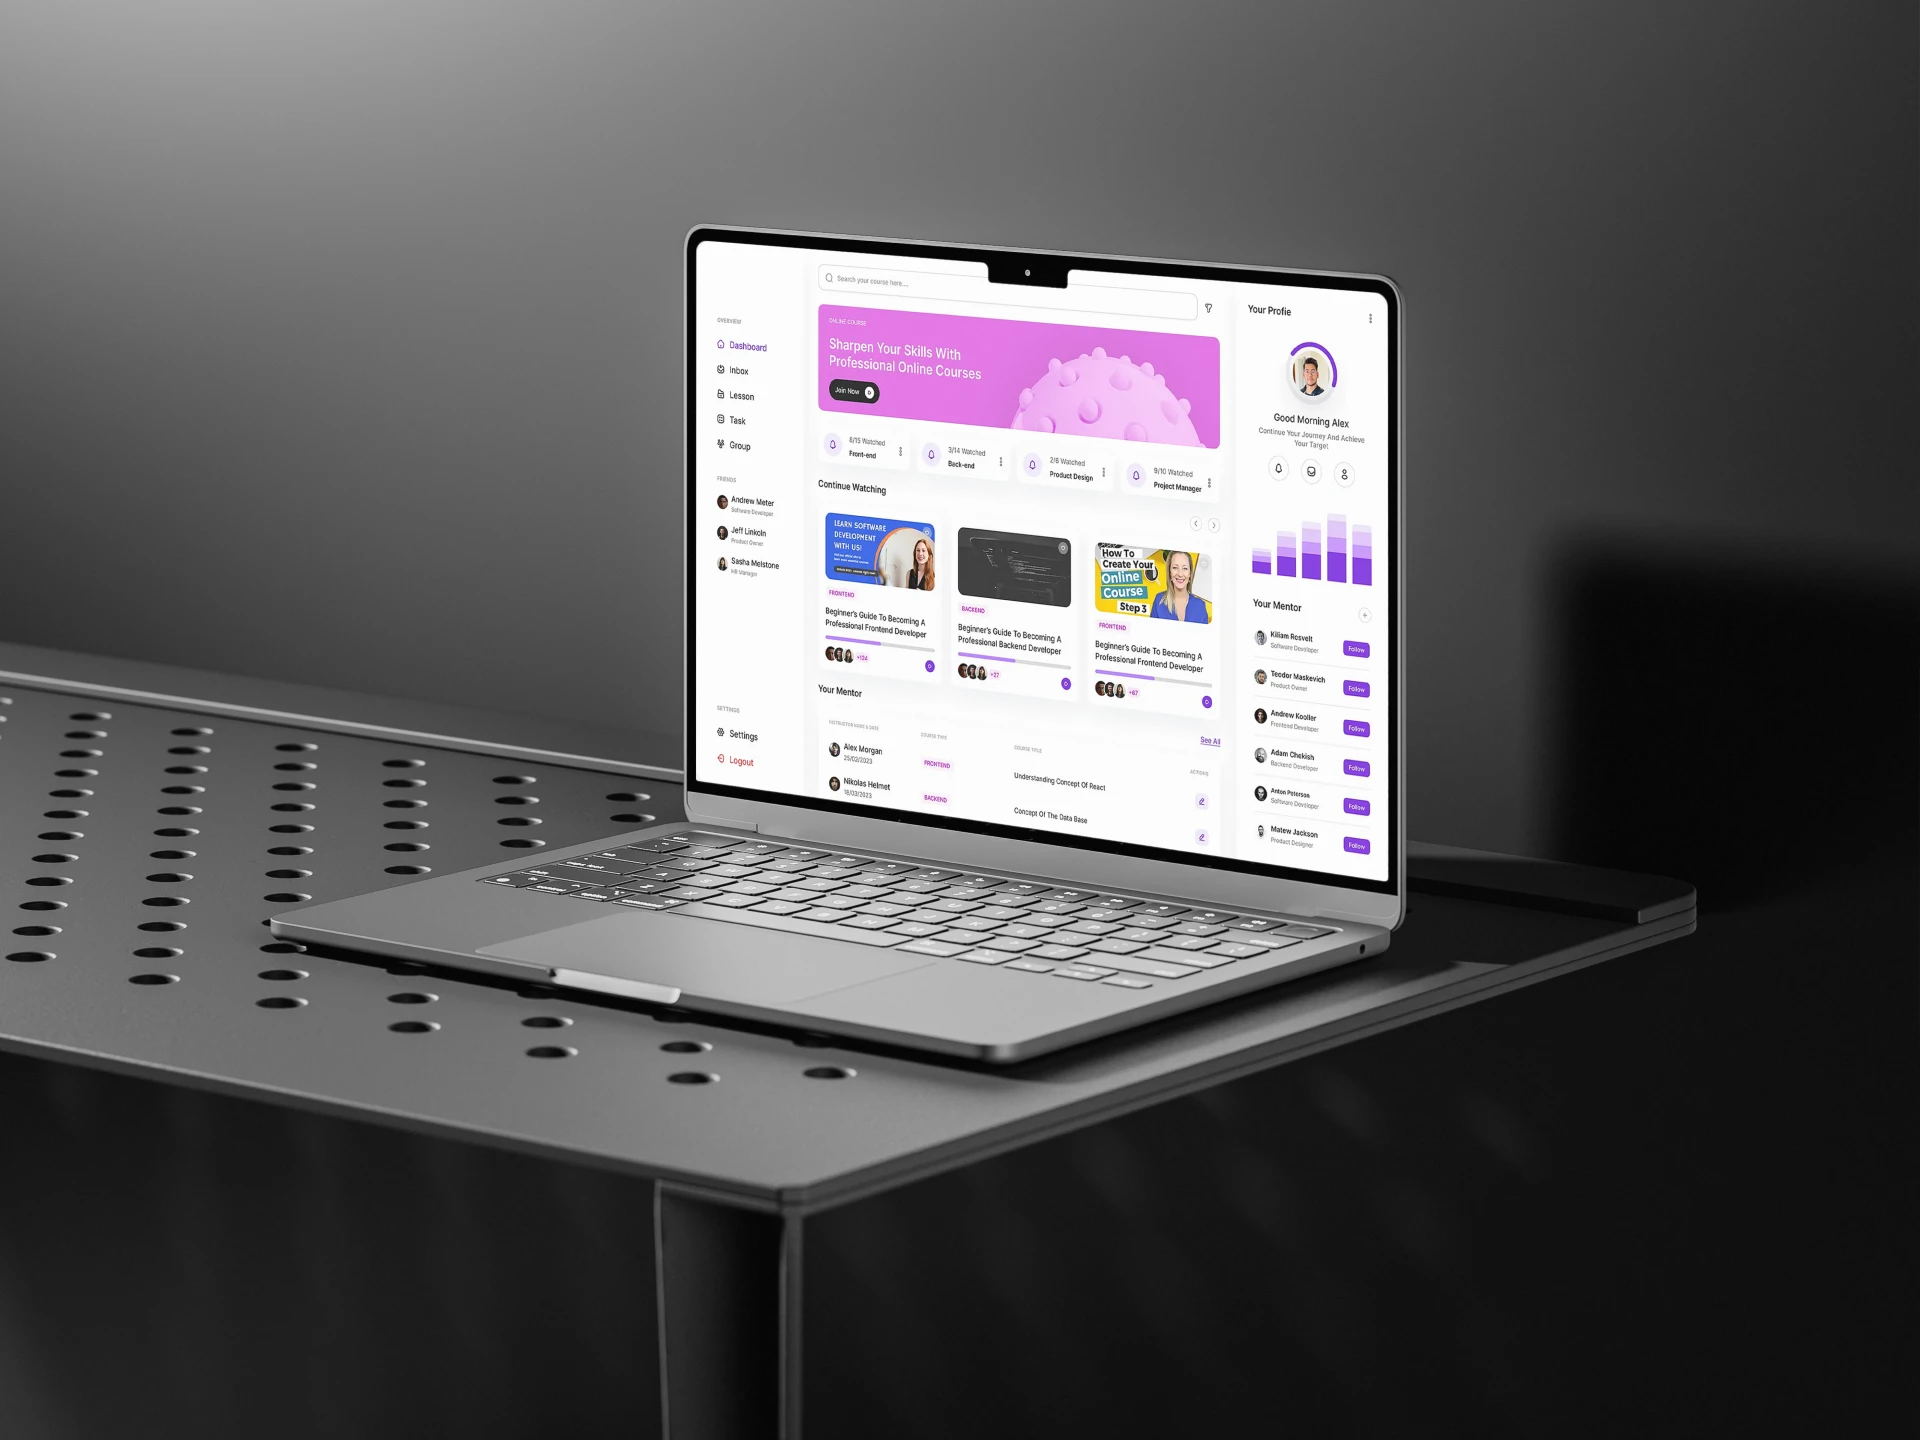 Search your course here....
OVERVIEW
Dashboard
Inbox
Lesson
Task
Group
FRIENDS
Andrew Meter
Software Developer
Jeff Linkoln
Product Owner
Sasha Melstone
HR Manager
SETTINGS
Settings
Logout
ONLINE COURSE
Sharpen Your Skills With
Professional Online Courses
Join Now
8/15 Watched
Front-end
3/14 Watched
Back-end
2/6 Watched
Product Design
9/10 Watched
Project Manager
Continue Watching
LEARN SOFTWARE
DEVELOPMENT
WITH US!
FRONTEND
Beginner's Guide To Becoming A
Professional Frontend Developer
+124
BACKEND
Beginner's Guide To Becoming A
Professional Backend Developer
+27
How To
Create Your
Online
Course
Step 3
FRONTEND
Beginner's Guide To Becoming A
Professional Frontend Developer
+67
Your Mentor
See All
INSTRUCTOR NAME & DATE
COURSE TYPE
COURSE TITLE
ACTIONS
Alex Morgan
25/02/2023
FRONTEND
Understanding Concept Of React
Nikolas Helmet
18/03/2023
BACKEND
Concept Of The Data Base
Your Profie
Good Morning Alex
Continue Your Journey And Achieve
Your Target
Your Mentor
Kiliam Rosvelt
Software Developer
Follow
Teodor Maskevich
Product Owner
Follow
Andrew Kooller
Frontend Developer
Follow
Adam Chekish
Backend Developer
Follow
Anton Peterson
Software Developer
Follow
Matew Jackson
Product Designer
Follow